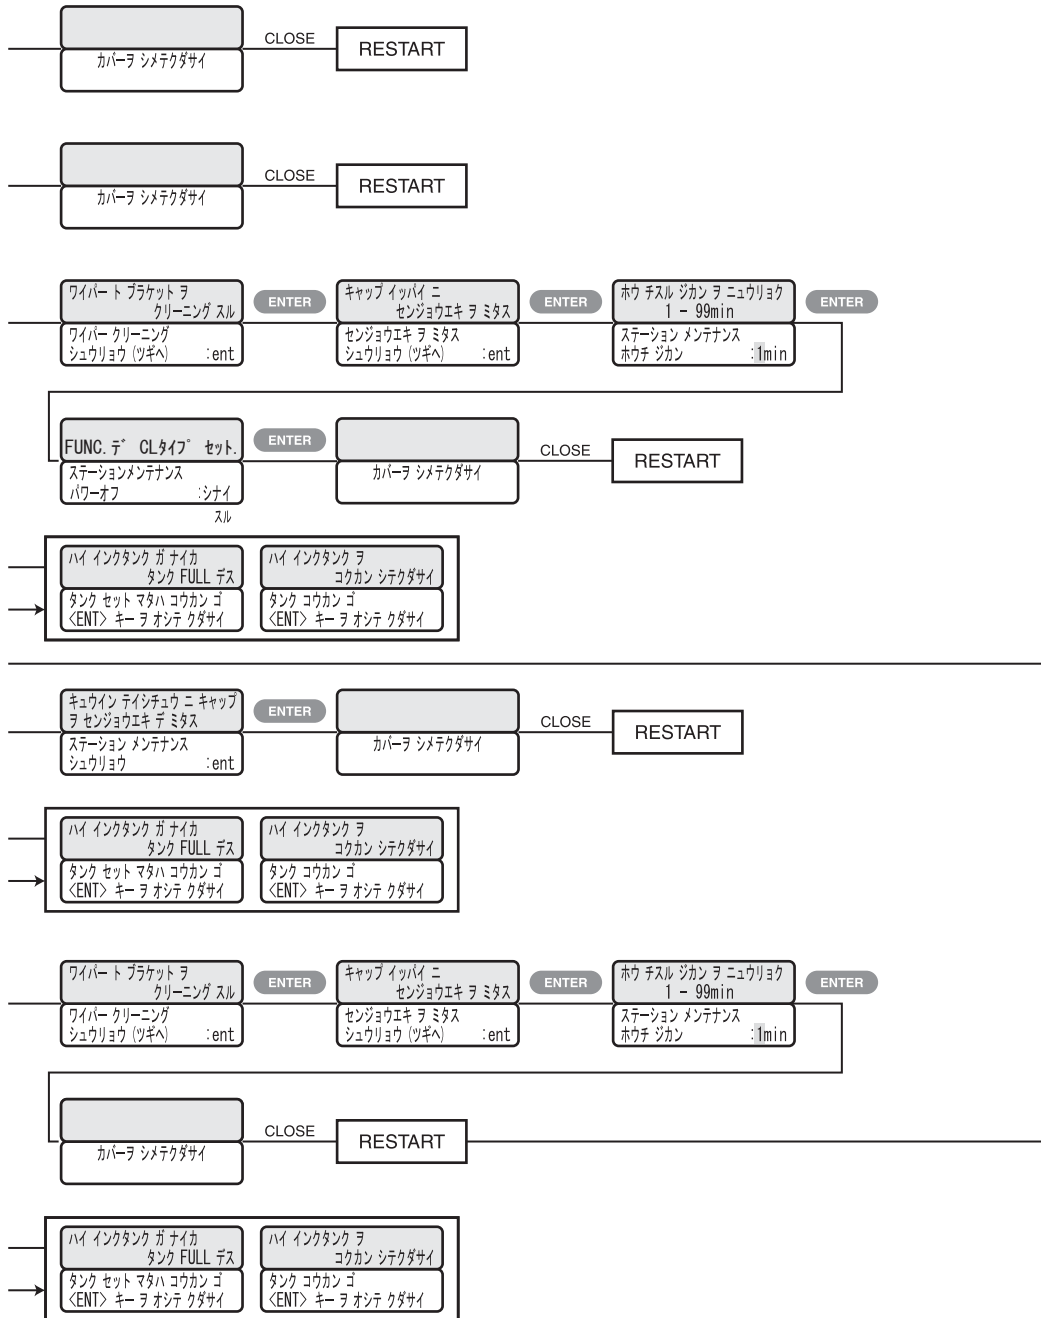 CLOSE
RESTART
カバーヲ シメテクダサイ
CLOSE
RESTART
カバーヲ シメテクダサイ
ワイパー ト ブラケット ヲ
クリーニング スル
ワイパー クリーニング
シュウリョウ (ツギヘ) :ent
ENTER
キャップ イッパイ ニ
センジョウエキ ヲ ミタス
センジョウエキ ヲ ミタス
シュウリョウ (ツギヘ) :ent
ENTER
ホウ チスル ジカン ヲ ニュウリョク
1 - 99min
ステーション メンテナンス
ホウチ ジカン :1min
ENTER
FUNC. デ CLタイプ セット.
ステーションメンテナンス
パワーオフ :シナイ
スル
ENTER
カバーヲ シメテクダサイ
CLOSE
RESTART
ハイ インクタンク ガ ナイカ
タンク FULL デス
タンク セット マタハ コウカン ゴ
<ENT> キー ヲ オシテ クダサイ
ハイ インクタンク ヲ
コクカン シテクダサイ
タンク コウカン ゴ
<ENT> キー ヲ オシテ クダサイ
キュウイン テイシチュウ ニ キャップ
ヲ センジョウエキ デ ミタス
ステーション メンテナンス
シュウリョウ :ent
ENTER
カバーヲ シメテクダサイ
CLOSE
RESTART
ハイ インクタンク ガ ナイカ
タンク FULL デス
タンク セット マタハ コウカン ゴ
<ENT> キー ヲ オシテ クダサイ
ハイ インクタンク ヲ
コクカン シテクダサイ
タンク コウカン ゴ
<ENT> キー ヲ オシテ クダサイ
ワイパー ト ブラケット ヲ
クリーニング スル
ワイパー クリーニング
シュウリョウ (ツギヘ) :ent
ENTER
キャップ イッパイ ニ
センジョウエキ ヲ ミタス
センジョウエキ ヲ ミタス
シュウリョウ (ツギヘ) :ent
ENTER
ホウ チスル ジカン ヲ ニュウリョク
1 - 99min
ステーション メンテナンス
ホウチ ジカン :1min
ENTER
カバーヲ シメテクダサイ
CLOSE
RESTART
ハイ インクタンク ガ ナイカ
タンク FULL デス
タンク セット マタハ コウカン ゴ
<ENT> キー ヲ オシテ クダサイ
ハイ インクタンク ヲ
コクカン シテクダサイ
タンク コウカン ゴ
<ENT> キー ヲ オシテ クダサイ